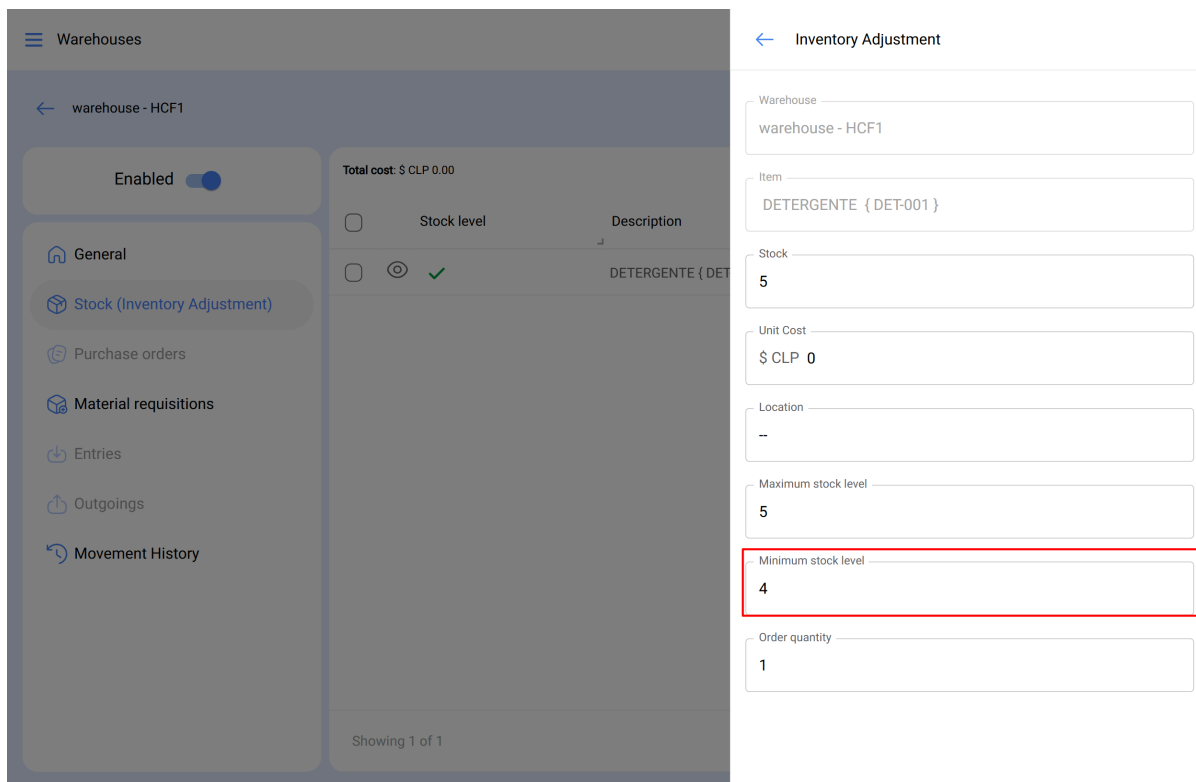 Warehouses
warehouse - HCF1
Enabled
General
Stock (Inventory Adjustment)
Purchase orders
Material requisitions
Entries
Outgoings
Movement History
Total cost: $ CLP 0.00
Stock level Description
DETERGENTE { DET
Showing 1 of 1
Inventory Adjustment
Warehouse
warehouse - HCF1
Item
DETERGENTE { DET-001 }
Stock
5
Unit Cost
$ CLP 0
Location
--
Maximum stock level
5
Minimum stock level
4
Order quantity
1